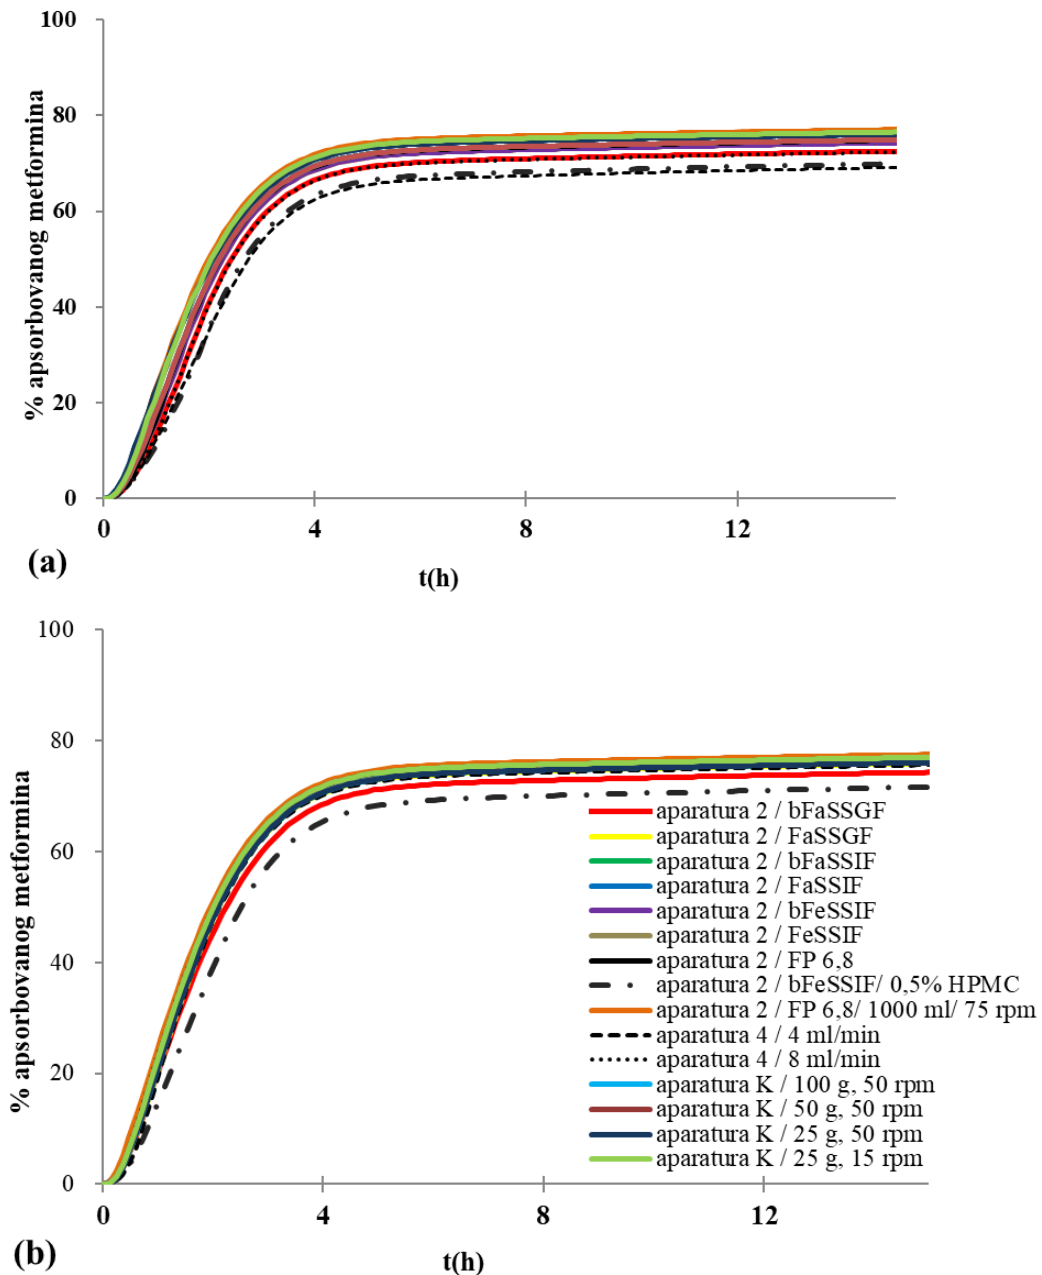 100
80
60
40
20
0
% apsorbovanog metformina
0 4 8 12
(a)
t(h)
100
80
60
40
20
0
% apsorbovanog metformina
aparatura 2 / bFaSSGF
aparatura 2 / FaSSGF
aparatura 2 / bFaSSIF
aparatura 2 / FaSSIF
aparatura 2 / bFeSSIF
aparatura 2 / FeSSIF
aparatura 2 / FP 6,8
aparatura 2 / bFeSSIF/ 0,5% HPMC
aparatura 2 / FP 6,8/ 1000 ml/ 75 rpm
aparatura 4 / 4 ml/min
aparatura 4 / 8 ml/min
aparatura K / 100 g, 50 rpm
aparatura K / 50 g, 50 rpm
aparatura K / 25 g, 50 rpm
aparatura K / 25 g, 15 rpm
0 4 8 12
(b)
t(h)